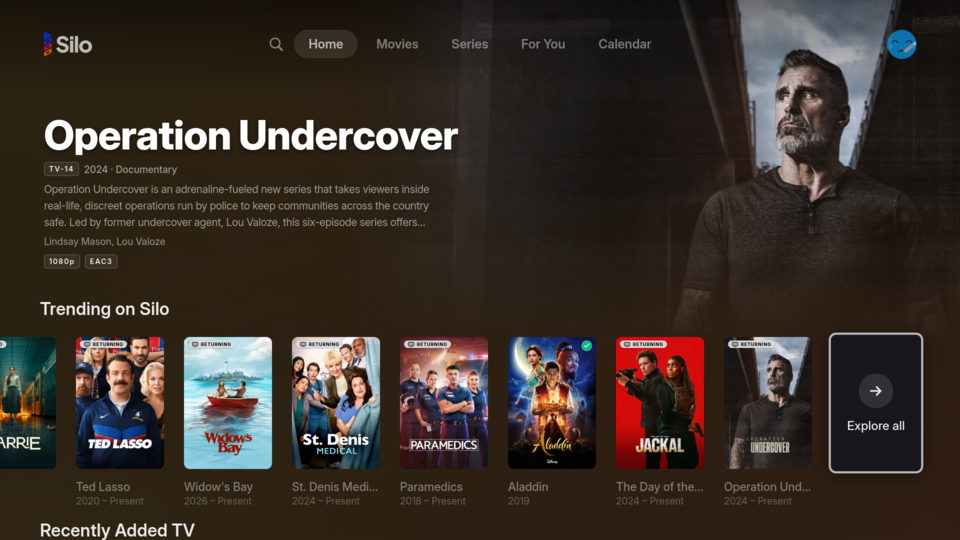 Silo
Home
Movies
Series
For You
Calendar
Operation Undercover
TV-14
2024 · Documentary
Operation Undercover is an adrenaline-fueled new series that takes viewers inside
real-life, discreet operations run by police to keep communities across the country
safe. Led by former undercover agent, Lou Valoze, this six-episode series offers...
Lindsay Mason, Lou Valoze
1080p
EAC3
Trending on Silo
RETURNING
RETURNING
RETURNING
RETURNING
RETURNING
RETURNING
ARR!E
TED LASSO
Widow's
Bay
St. Denis
MEDICAL
PARAMEDICS
Aladdin
Disney
JACKAL
OPERATION
UNDERCOVER
Explore all
Ted Lasso
2020 – Present
Widow's Bay
2026 – Present
St. Denis Medi...
2024 – Present
Paramedics
2018 – Present
Aladdin
2019
The Day of the...
2024 – Present
Operation Und...
2024 – Present
Recently Added TV